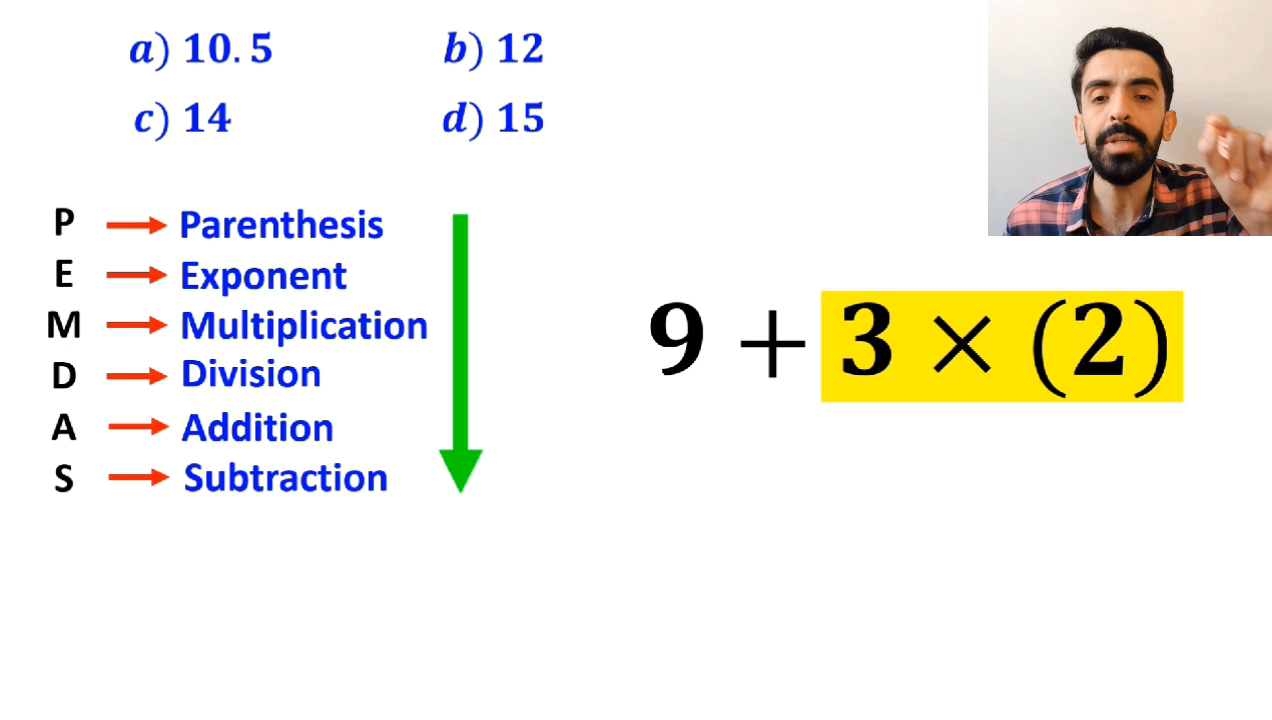 a) 10.5 b) 12
c) 14 d) 15
P Parenthesis
E Exponent
M Multiplication
D Division
A Addition
S Subtraction
9 + 3 × (2)